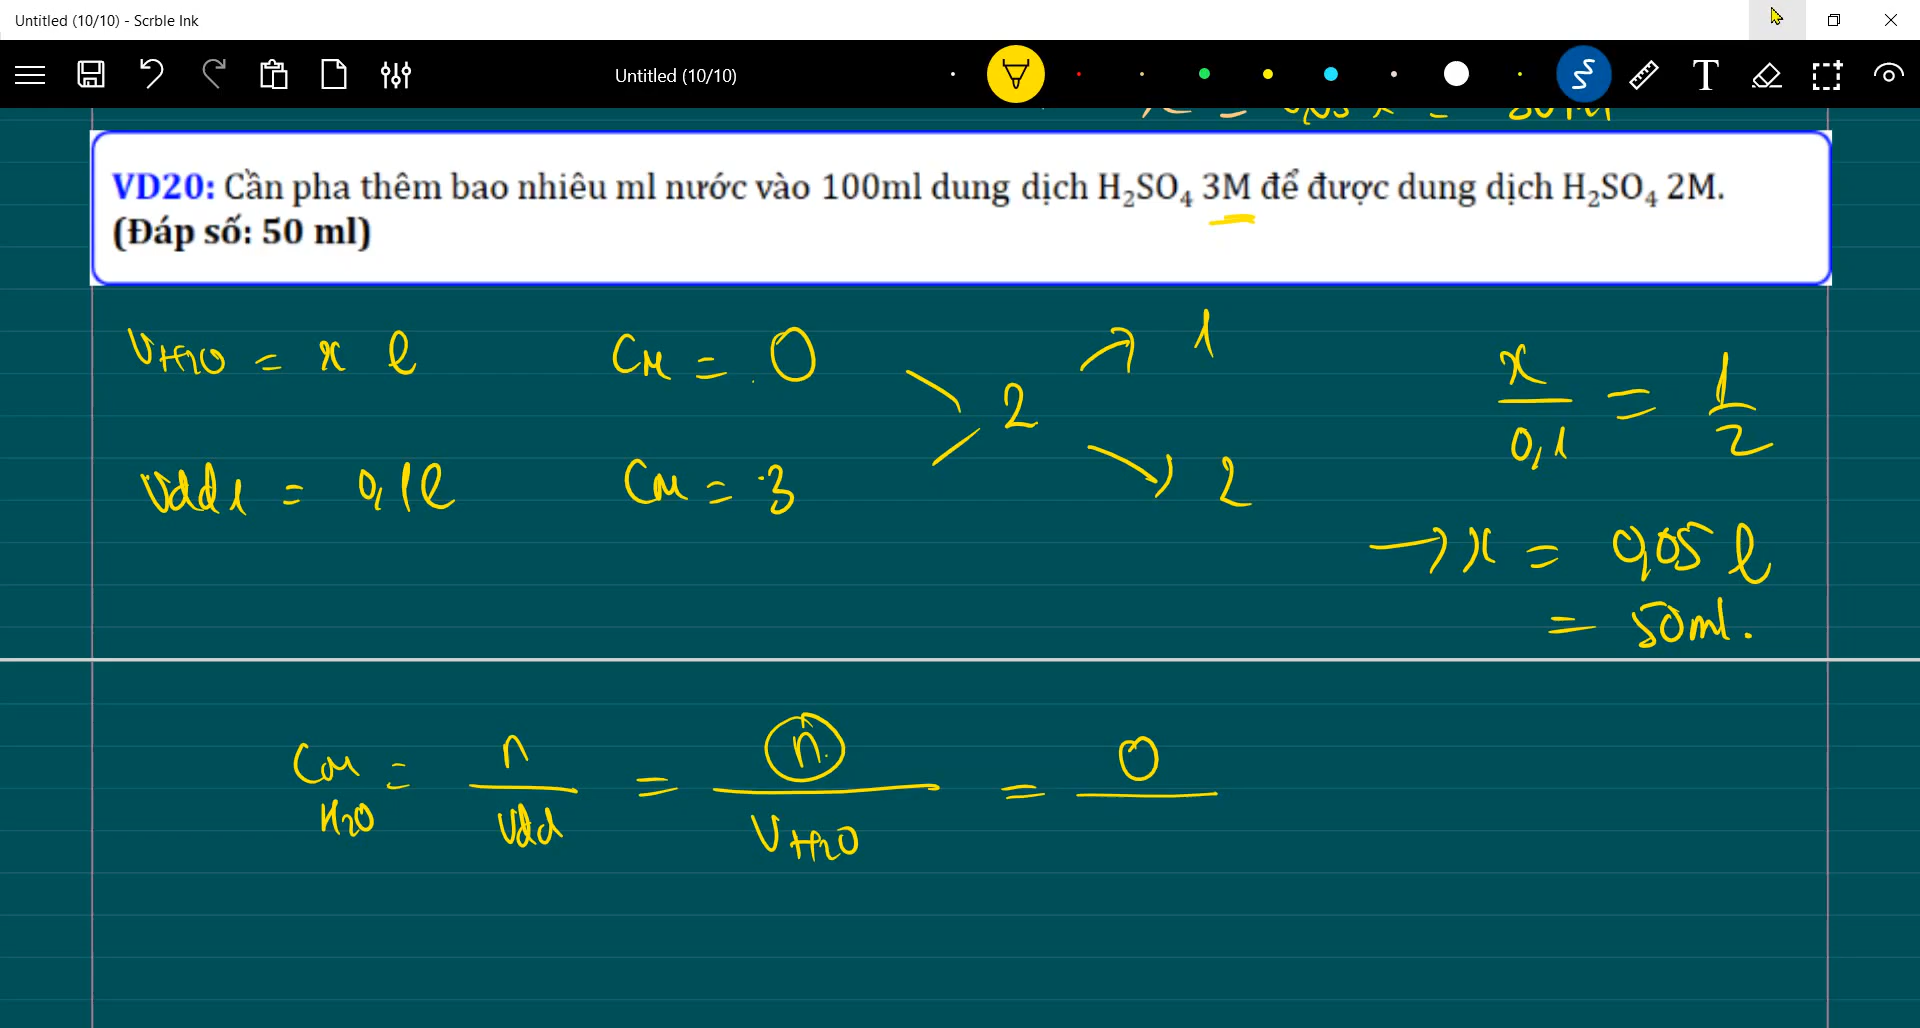 Untitled (10/10) - Scrble Ink
Untitled (10/10)
T
VD20: Cần pha thêm bao nhiêu ml nước vào 100ml dung dịch H₂SO₄ 3M để được dung dịch H₂SO₄ 2M.
(Đáp số: 50 ml)
V H2O = x l CM = 0 2 1 x/0,1 = 1/2
Vdd1 = 0,1l CM = 3 2
→ x = 0,05 l
= 50ml.
CM H2O = n/Vdd = n/V H2O = 0